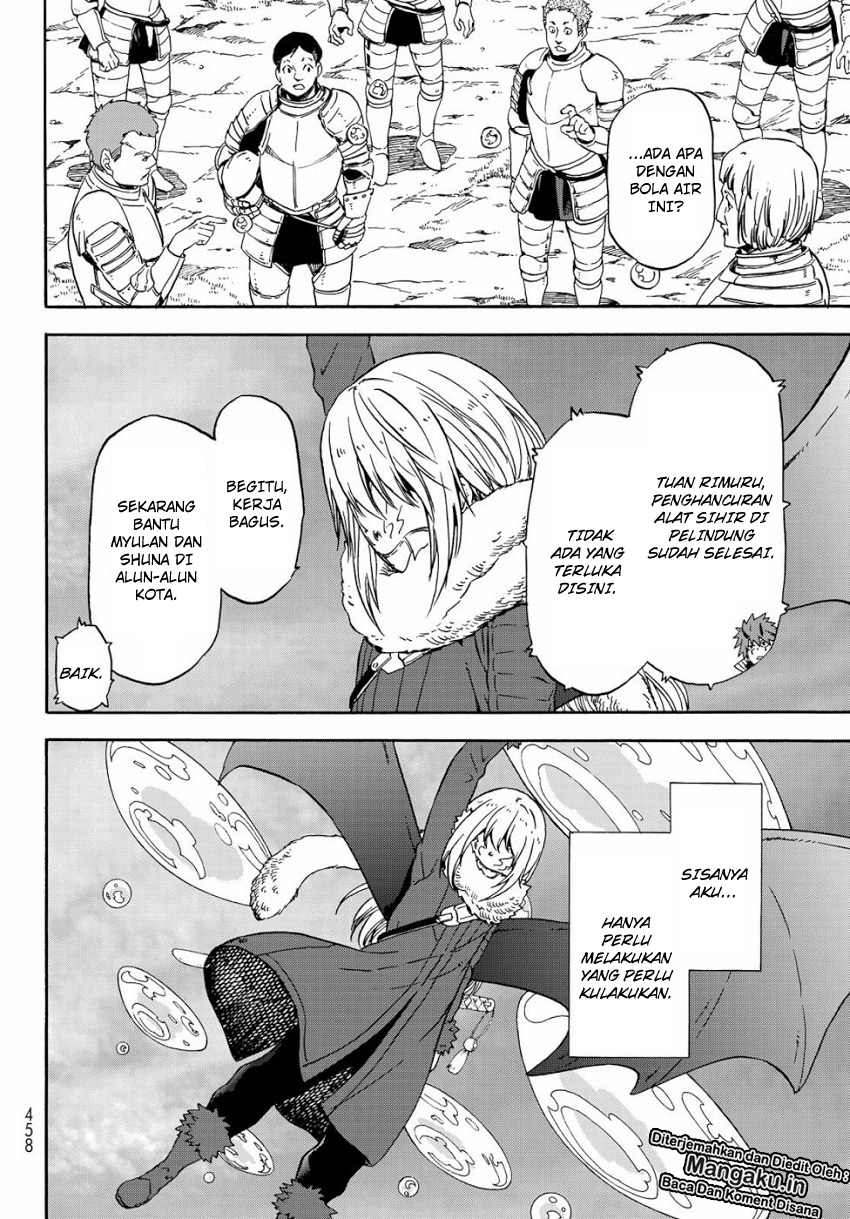 ...ADA APA
DENGAN
BOLA AIR
INI?
TUAN RIMURU,
PENGHANCURAN
ALAT SIHIR DI
PELINDUNG
SUDAH SELESAI.
TIDAK
ADA YANG
TERLUKA
DISINI.
BEGITU,
KERJA
BAGUS.
SEKARANG
BANTU
MYULAN DAN
SHUNA DI
ALUN-ALUN
KOTA.
BAIK.
SISANYA
AKU...
HANYA
PERLU
MELAKUKAN
YANG PERLU
KULAKUKAN.
458
Diterjemahkan dan Diedit Oleh :
Mangaku.in
Baca Dan Koment Disana